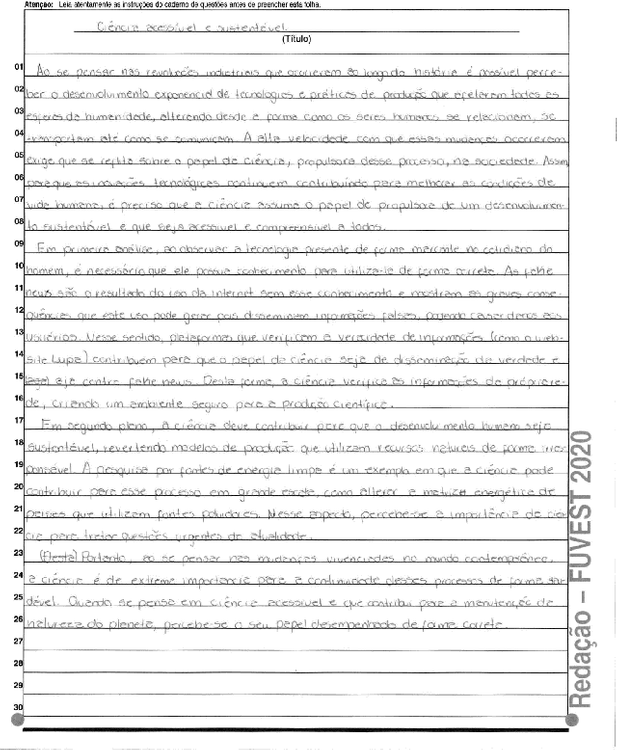 Atenção: Leia atentamente as instruções do caderno de questões antes de preencher esta folha.
Ciência acessível e sustentável
(Título)
01 Ao se pensar nas revoluções industriais que ocorreram ao longo da história é possível perce-
02 ber o desenvolvimento exponencial de tecnologias e práticas de produção que afetaram todas as
03 esferas da humanidade, alterando desde a forma como os seres humanos se relacionam, se
04 transportam até como se comunicam. A alta velocidade com que essas mudanças ocorreram
05 exige que se reflita sobre o papel da ciência, propulsora desse processo, na sociedade. Assim,
06 para que as inovações tecnológicas continuem contribuindo para melhorar as condições de
07 vida humana, é preciso que a ciência assuma o papel de propulsora de um desenvolvimen-
08 to sustentável e que seja acessível e compreensível a todos.
09 Em primeira análise, ao observar a tecnologia presente de forma marcante no cotidiano do
10 homem, é necessário que ele possua conhecimento para utilizá-la de forma correta. As fake
11 news são o resultado do uso da internet sem esse conhecimento e mostram as graves conse-
12 quências que este uso pode gerar pois disseminam informações falsas, podendo causar danos aos
13 usuários. Nesse sentido, plataformas que verificam a veracidade de informações (como o web-
14 site Lupa) contribuem para que o papel da ciência seja de disseminação da verdade e
15 aja contra fake news. Desta forma, a ciência verifica as informações de
16 de, criando um ambiente seguro para a produção científica.
17 Em segundo plano, a ciência deve contribuir para que o desenvolvimento humano seja
18 sustentável, revertendo modelos de produção que utilizam recursos naturais de forma irres-
19 ponsável. A pesquisa por fontes de energia limpa é um exemplo em que a ciência pode
20 contribuir para esse processo em grande escala, como alterar a matriz energética de
21 países que utilizam fontes poluidoras. Nesse aspecto, percebe-se a importância da ciên-
22 cia para tratar questões urgentes da atualidade.
23 Portanto, ao se pensar nas mudanças vivenciadas no mundo contemporâneo,
24 a ciência é de extrema importância para a continuidade desses processos de forma sau-
25 dável. Quando se pensa em ciência acessível e que contribui para a manutenção da
26 natureza do planeta, percebe-se o seu papel desempenhado de forma correta.
27
28
29
30
Redação – FUVEST 2020